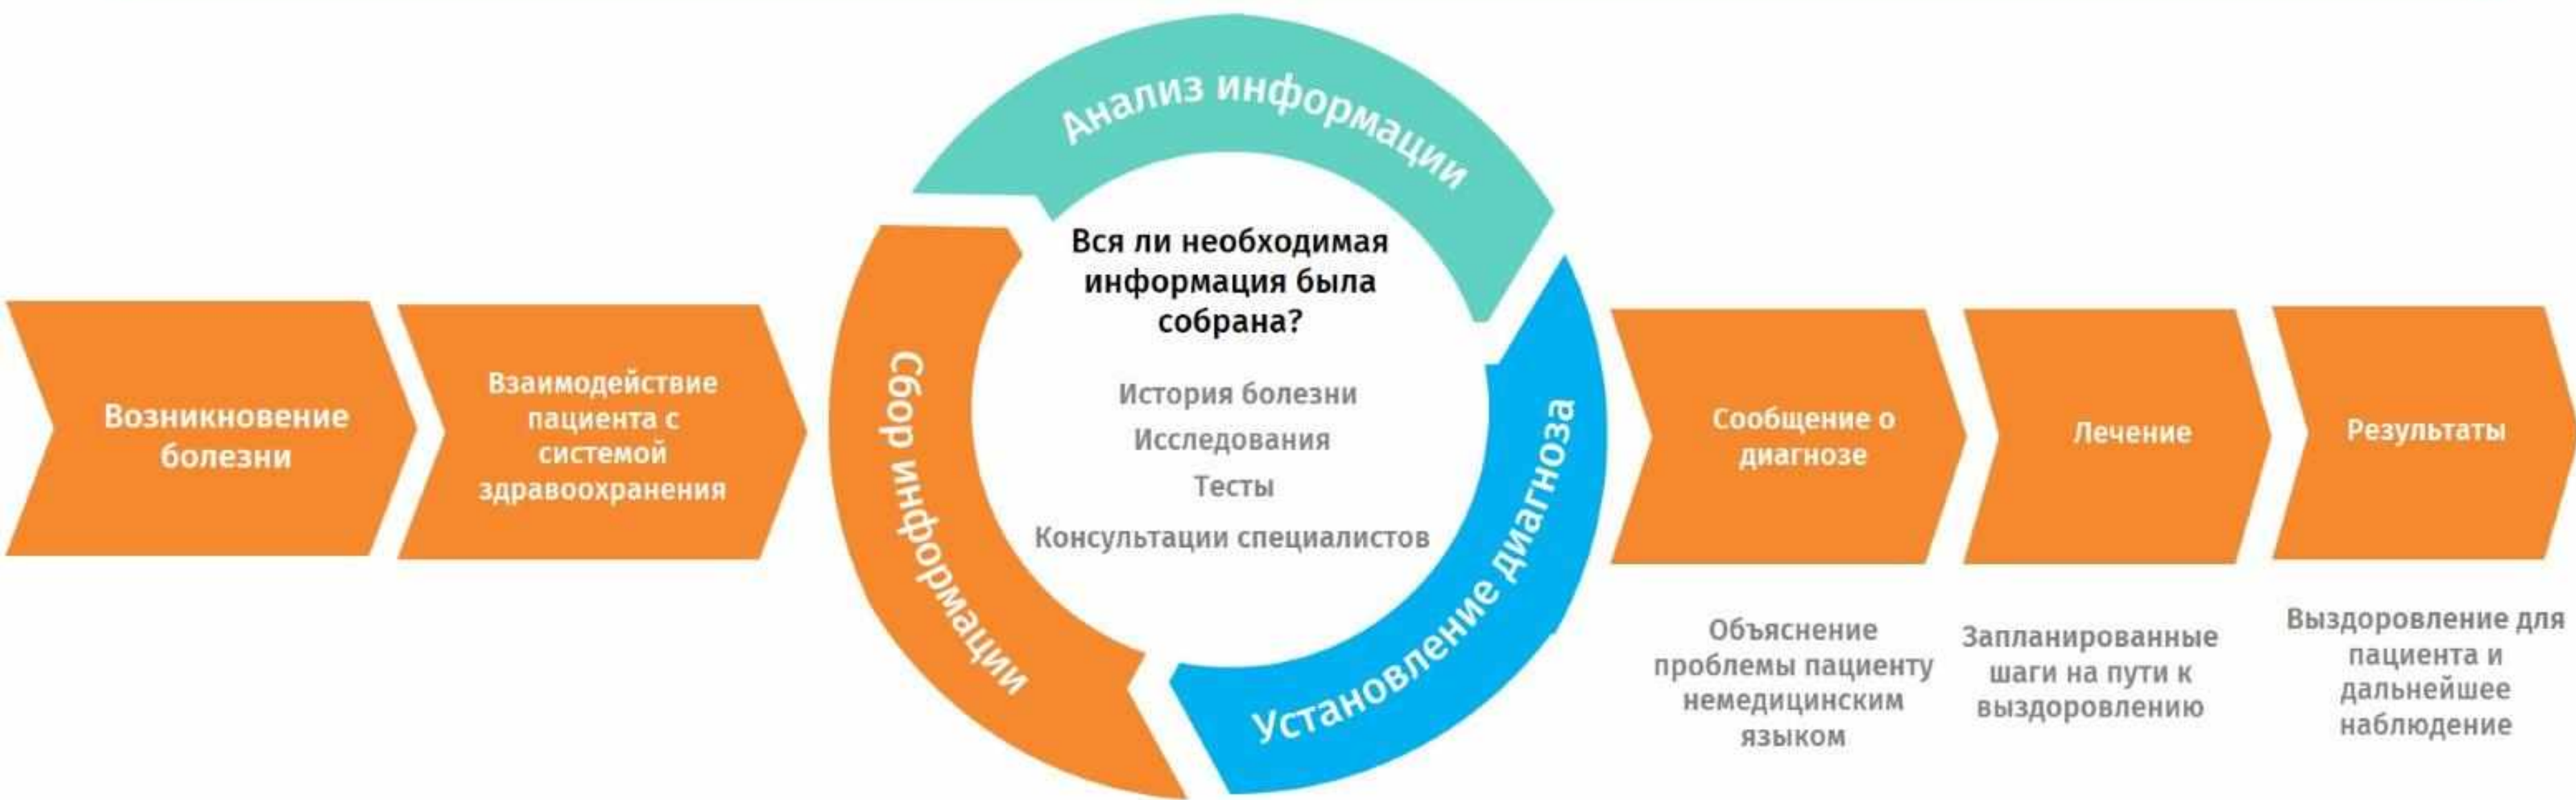 Возникновение
болезни
Взаимодействие
пациента с
системой
здравоохранения
Сбор информации
Анализ информации
Установление диагноза
Вся ли необходимая
информация была
собрана?
История болезни
Исследования
Тесты
Консультации специалистов
Сообщение о
диагнозе
Объяснение
проблемы пациенту
немедицинским
языком
Лечение
Запланированные
шаги на пути к
выздоровлению
Результаты
Выздоровление для
пациента и
дальнейшее
наблюдение